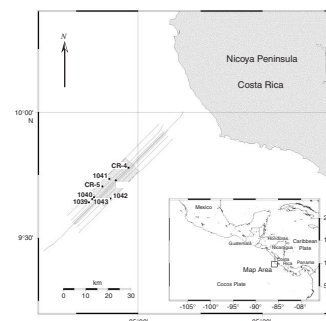 N
Nicoya Peninsula
Costa Rica
10°00'
N
CR-4
1041
CR-5
1040
1042
1039
1043
9°30'
km
0 10 20 30
Mexico
Honduras
Guatemala
Nicaragua
Caribbean
Plate
Costa
Rica
Panama
Map Area
Cocos Plate
-105° -100° -95° -90° -85° -8